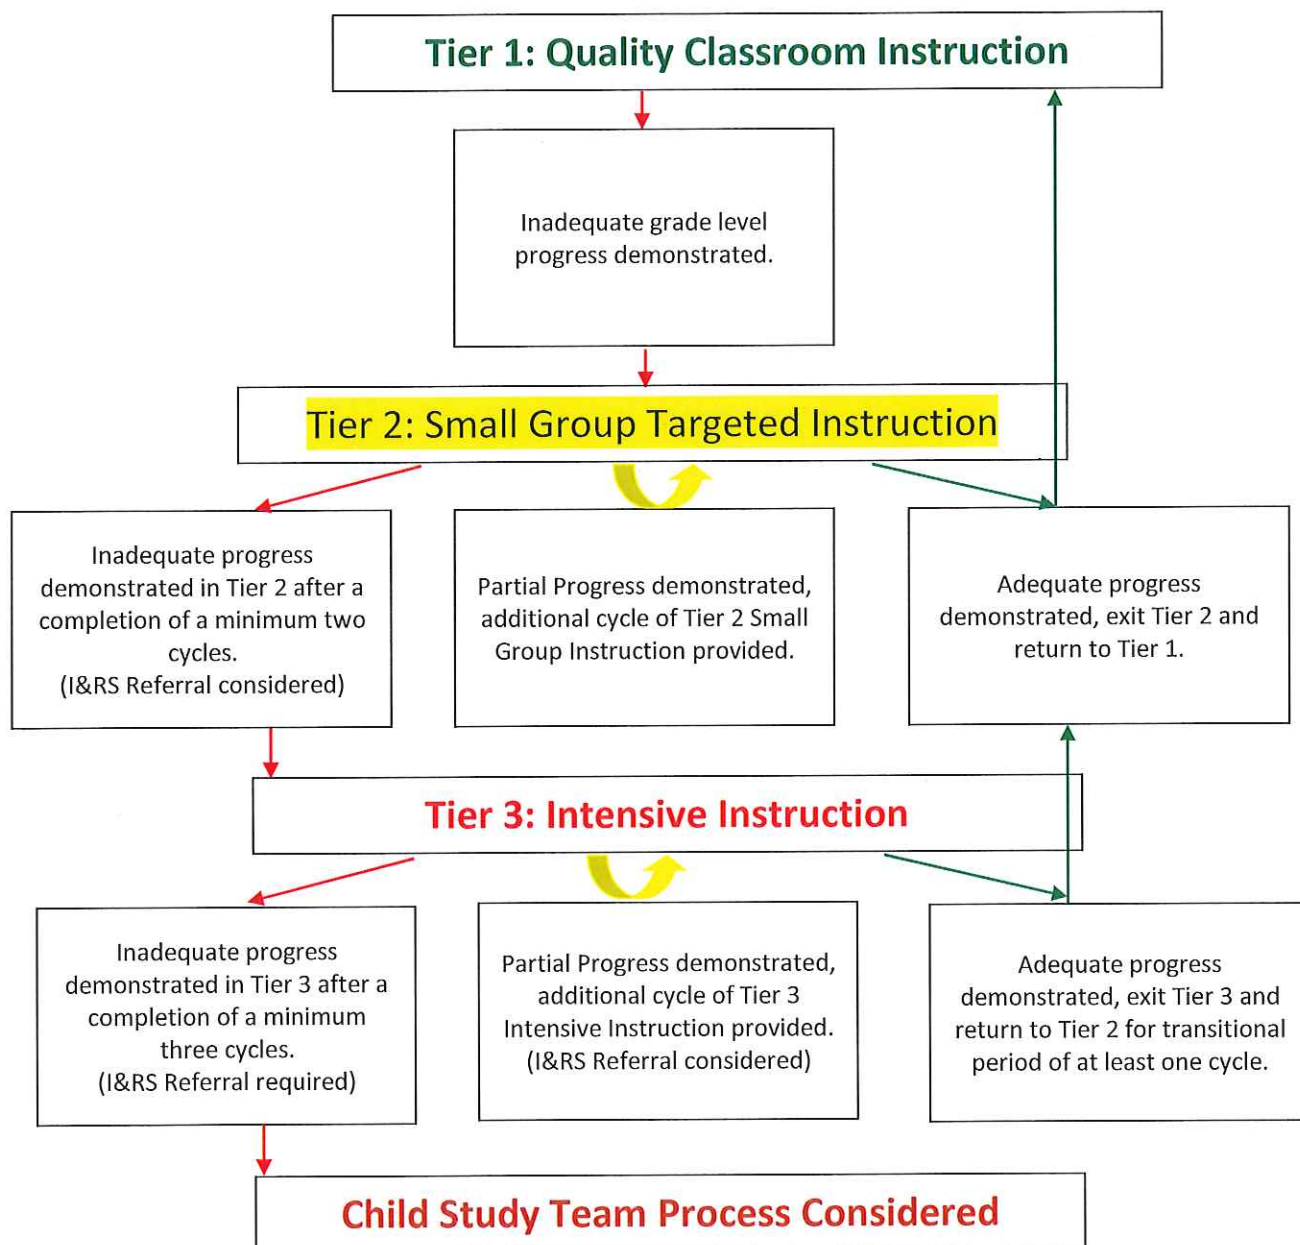 Tier 1: Quality Classroom Instruction
Inadequate grade level
progress demonstrated.
Tier 2: Small Group Targeted Instruction
Inadequate progress
demonstrated in Tier 2 after a
completion of a minimum two
cycles.
(I&RS Referral considered)
Partial Progress demonstrated,
additional cycle of Tier 2 Small
Group Instruction provided.
Adequate progress
demonstrated, exit Tier 2 and
return to Tier 1.
Tier 3: Intensive Instruction
Inadequate progress
demonstrated in Tier 3 after a
completion of a minimum
three cycles.
(I&RS Referral required)
Partial Progress demonstrated,
additional cycle of Tier 3
Intensive Instruction provided.
(I&RS Referral considered)
Adequate progress
demonstrated, exit Tier 3 and
return to Tier 2 for transitional
period of at least one cycle.
Child Study Team Process Considered